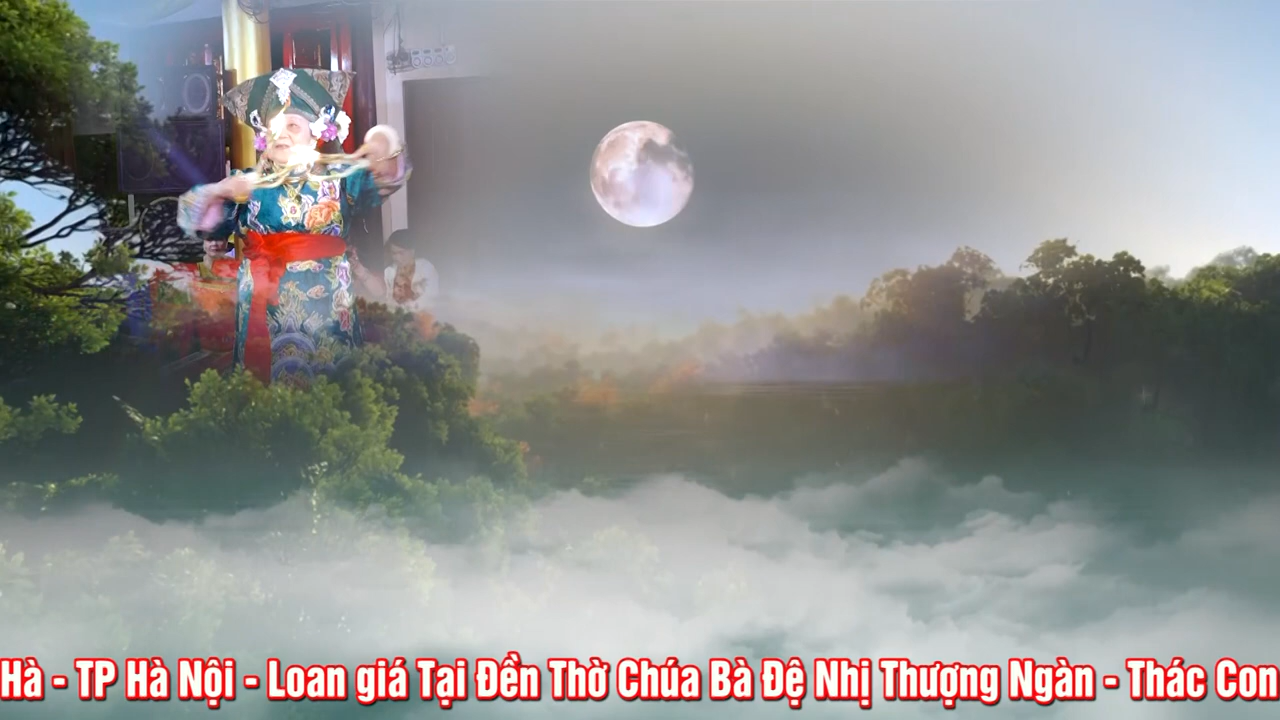 Hà - TP Hà Nội - Loan giá Tại Đền Thờ Chúa Bà Đệ Nhị Thượng Ngàn - Thác Con